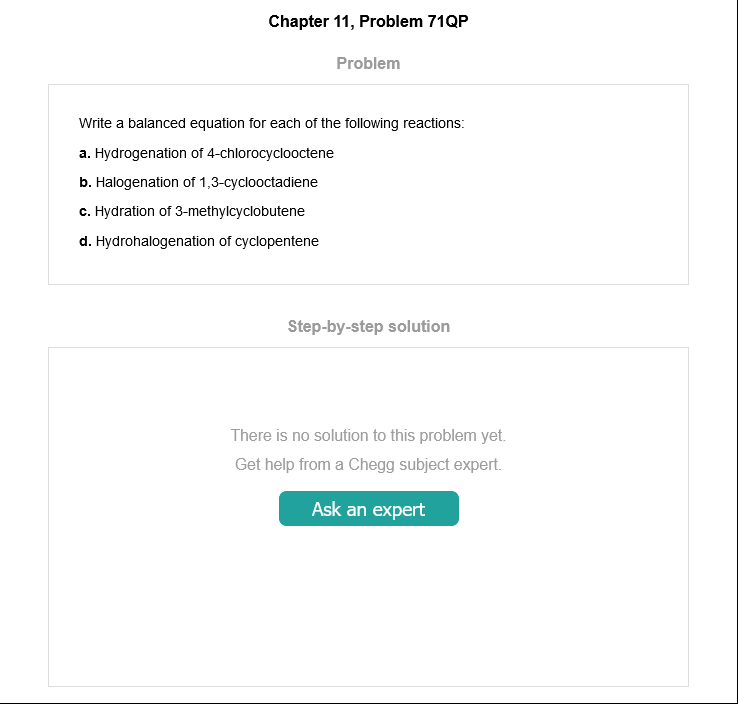 Chapter 11, Problem 71QP
Problem
Write a balanced equation for each of the following reactions:
a. Hydrogenation of 4-chlorocyclooctene
b. Halogenation of 1,3-cyclooctadiene
c. Hydration of 3-methylcyclobutene
d. Hydrohalogenation of cyclopentene
Step-by-step solution
There is no solution to this problem yet.
Get help from a Chegg subject expert.
Ask an expert